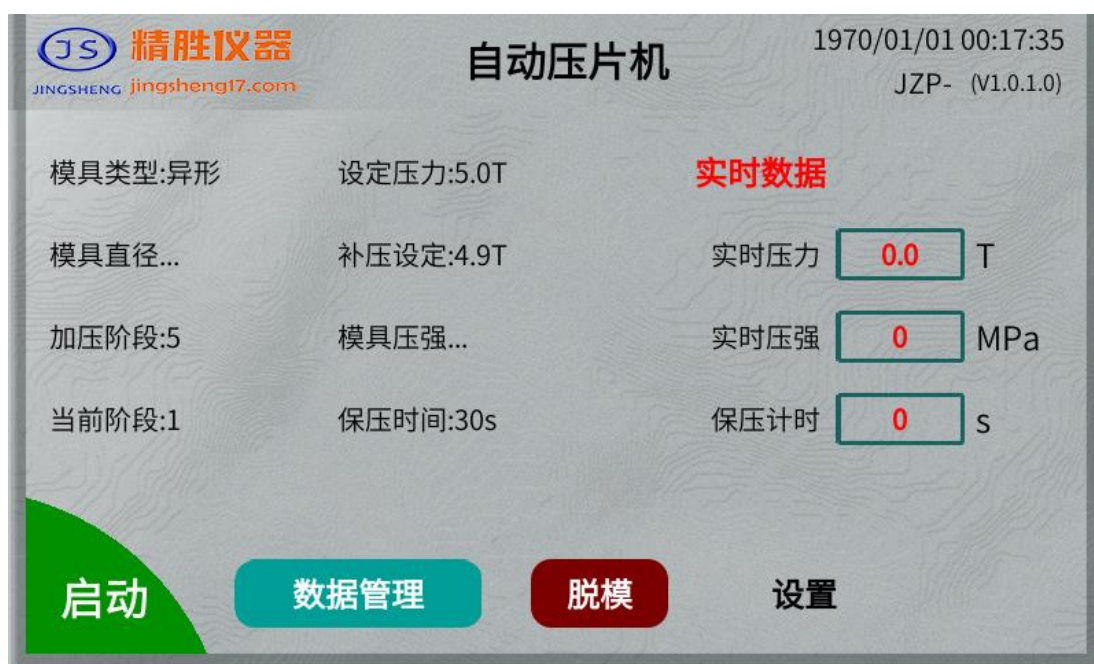 JS 精胜仪器
JINGSHENG jingsheng17.com
自动压片机
1970/01/01 00:17:35
JZP- (V1.0.1.0)
模具类型:异形 设定压力:5.0T 实时数据
模具直径... 补压设定:4.9T 实时压力 0.0 T
加压阶段:5 模具压强... 实时压强 0 MPa
当前阶段:1 保压时间:30s 保压计时 0 s
启动 数据管理 脱模 设置